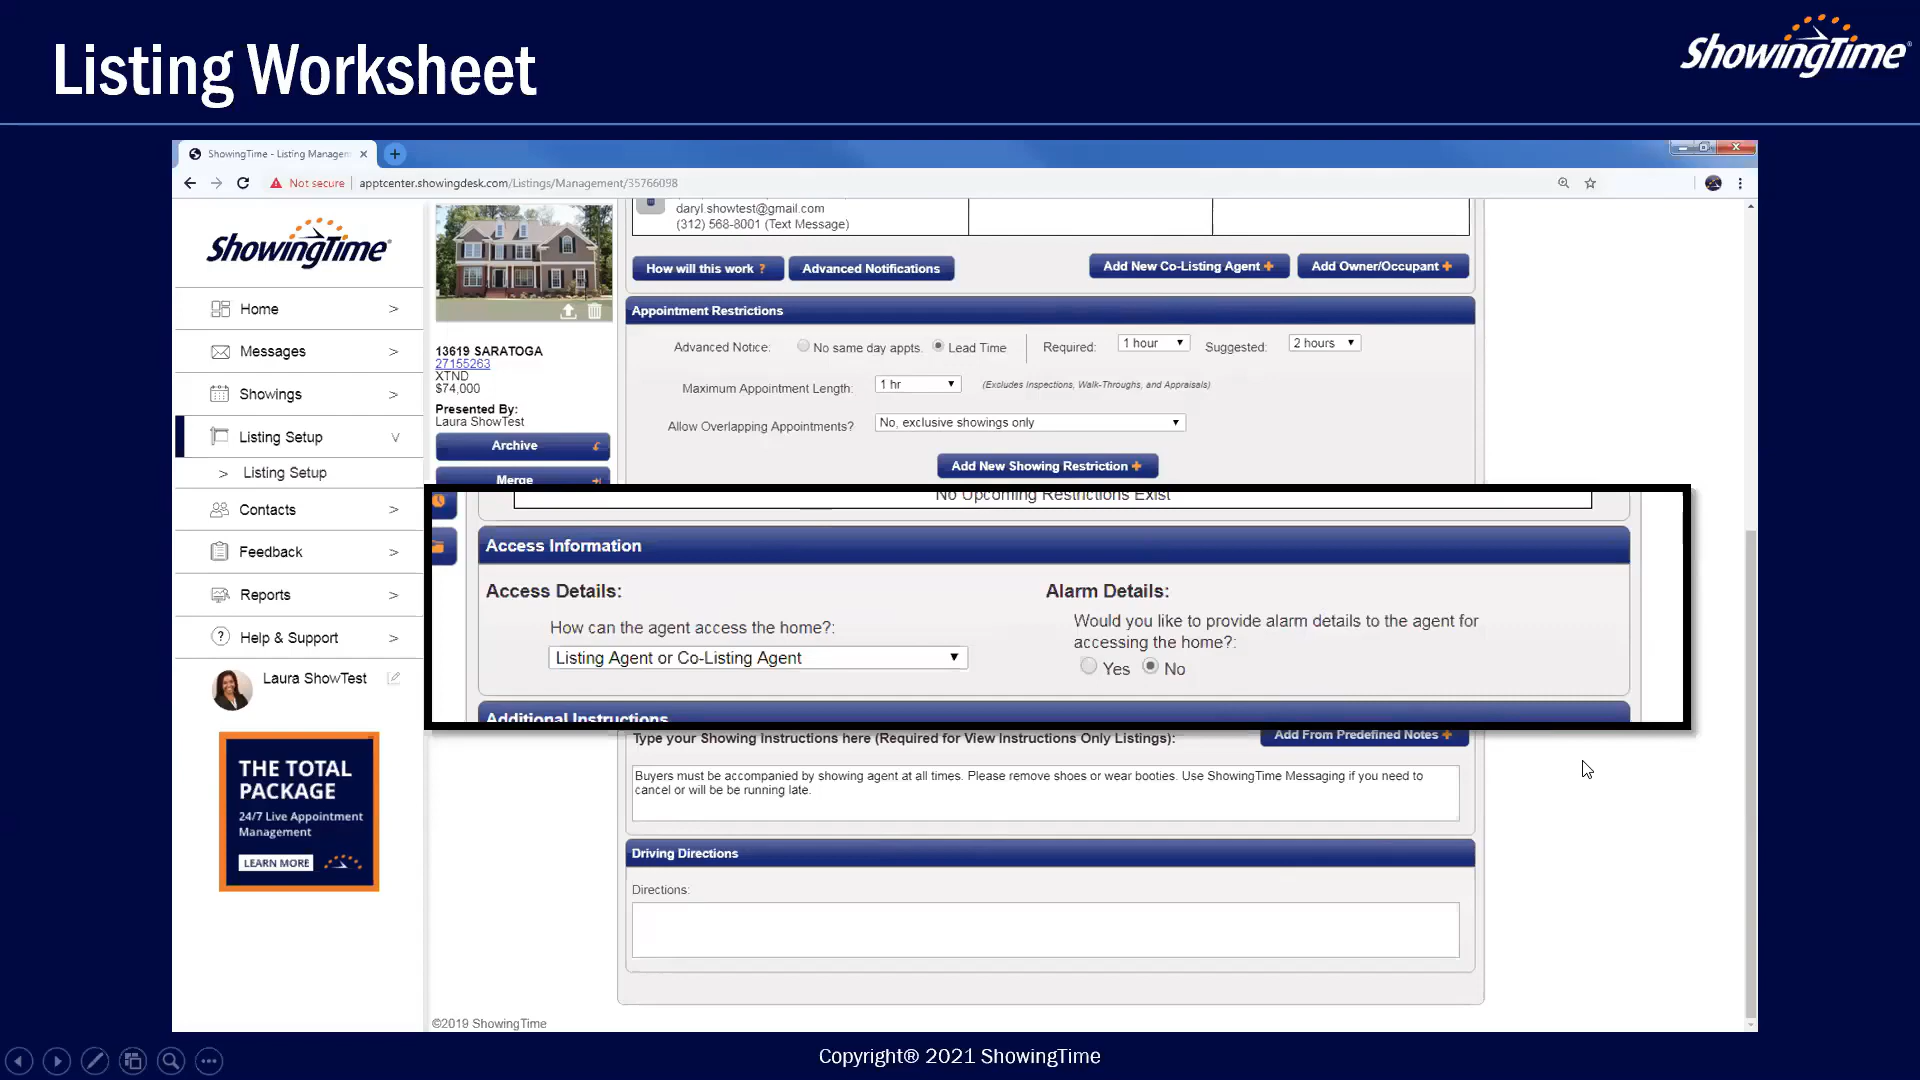 Listing Worksheet
ShowingTime
ShowingTime - Listing Managem
Not secure | apptcenter.showingdesk.com/Listings/Management/35766098
ShowingTime
Home >
Messages >
Showings >
Listing Setup
> Listing Setup
Contacts >
Feedback >
Reports >
Help & Support >
Laura ShowTest
THE TOTAL
PACKAGE
24/7 Live Appointment
Management
LEARN MORE
13619 SARATOGA
27155263
XTND
$74,000
Presented By:
Laura ShowTest
Archive
Merge
daryl.showtest@gmail.com
(312) 568-8001 (Text Message)
How will this work ?
Advanced Notifications
Add New Co-Listing Agent +
Add Owner/Occupant +
Appointment Restrictions
Advanced Notice: No same day appts. Lead Time Required: 1 hour Suggested: 2 hours
Maximum Appointment Length: 1 hr (Excludes Inspections, Walk-Throughs, and Appraisals)
Allow Overlapping Appointments? No, exclusive showings only
Add New Showing Restriction +
No Upcoming Restrictions Exist
Access Information
Access Details:
How can the agent access the home?:
Listing Agent or Co-Listing Agent
Alarm Details:
Would you like to provide alarm details to the agent for
accessing the home?:
Yes No
Additional Instructions
Type your Showing Instructions here (Required for View Instructions Only Listings):
Add From Predefined Notes +
Buyers must be accompanied by showing agent at all times. Please remove shoes or wear booties. Use ShowingTime Messaging if you need to
cancel or will be be running late.
Driving Directions
Directions:
©2019 ShowingTime
Copyright® 2021 ShowingTime